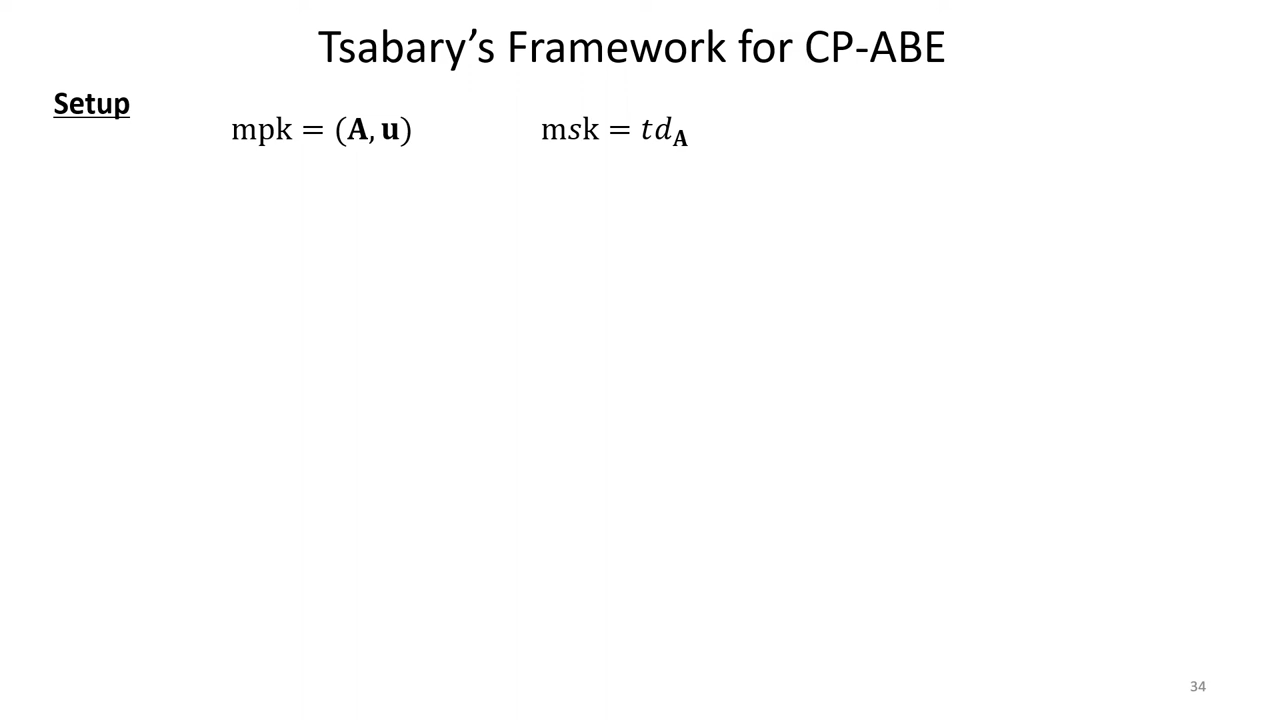 Tsabary’s Framework for CP-ABE
Setup
mpk = (A, u) msk = td_A
34